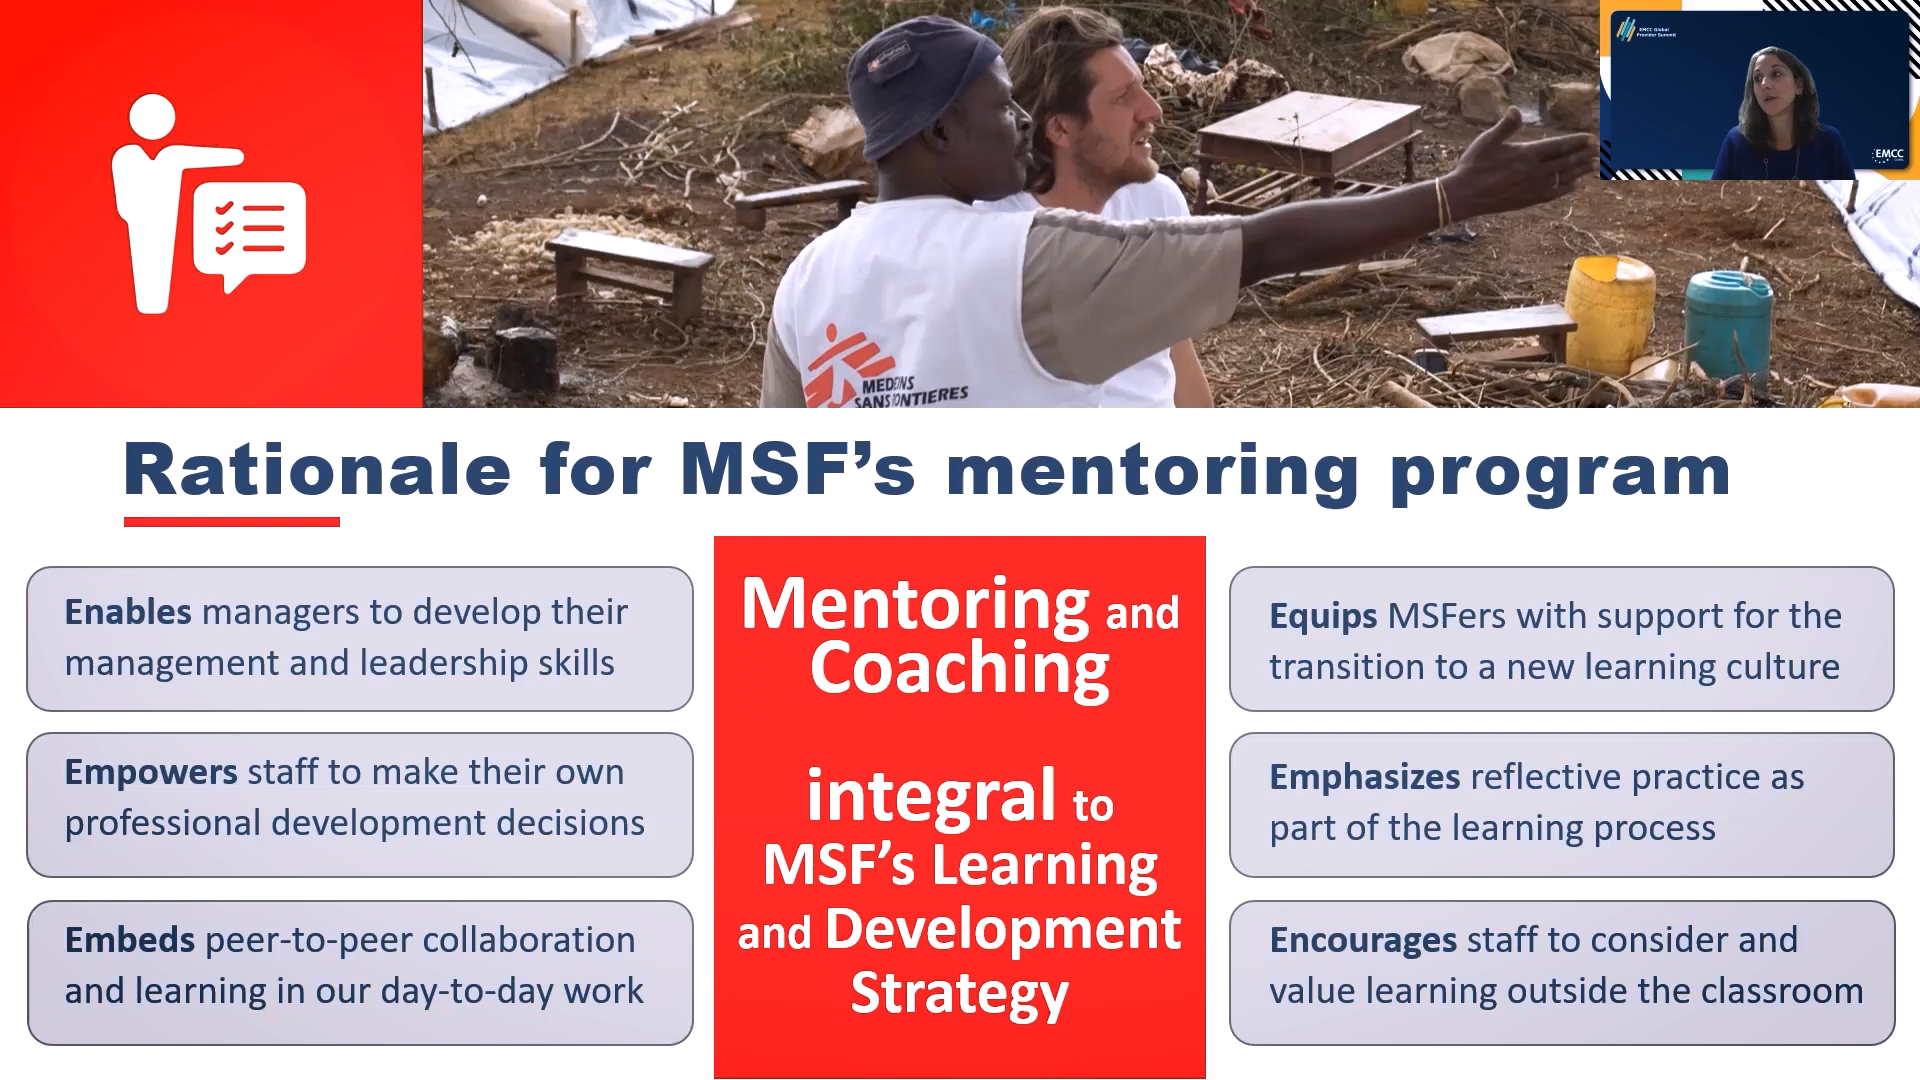 EMCC Global
Provider Summit
EMCC
MEDECINS
SANS FRONTIERES
Rationale for MSF’s mentoring program
Enables managers to develop their
management and leadership skills
Empowers staff to make their own
professional development decisions
Embeds peer-to-peer collaboration
and learning in our day-to-day work
Mentoring and
Coaching
integral to
MSF’s Learning
and Development
Strategy
Equips MSFers with support for the
transition to a new learning culture
Emphasizes reflective practice as
part of the learning process
Encourages staff to consider and
value learning outside the classroom